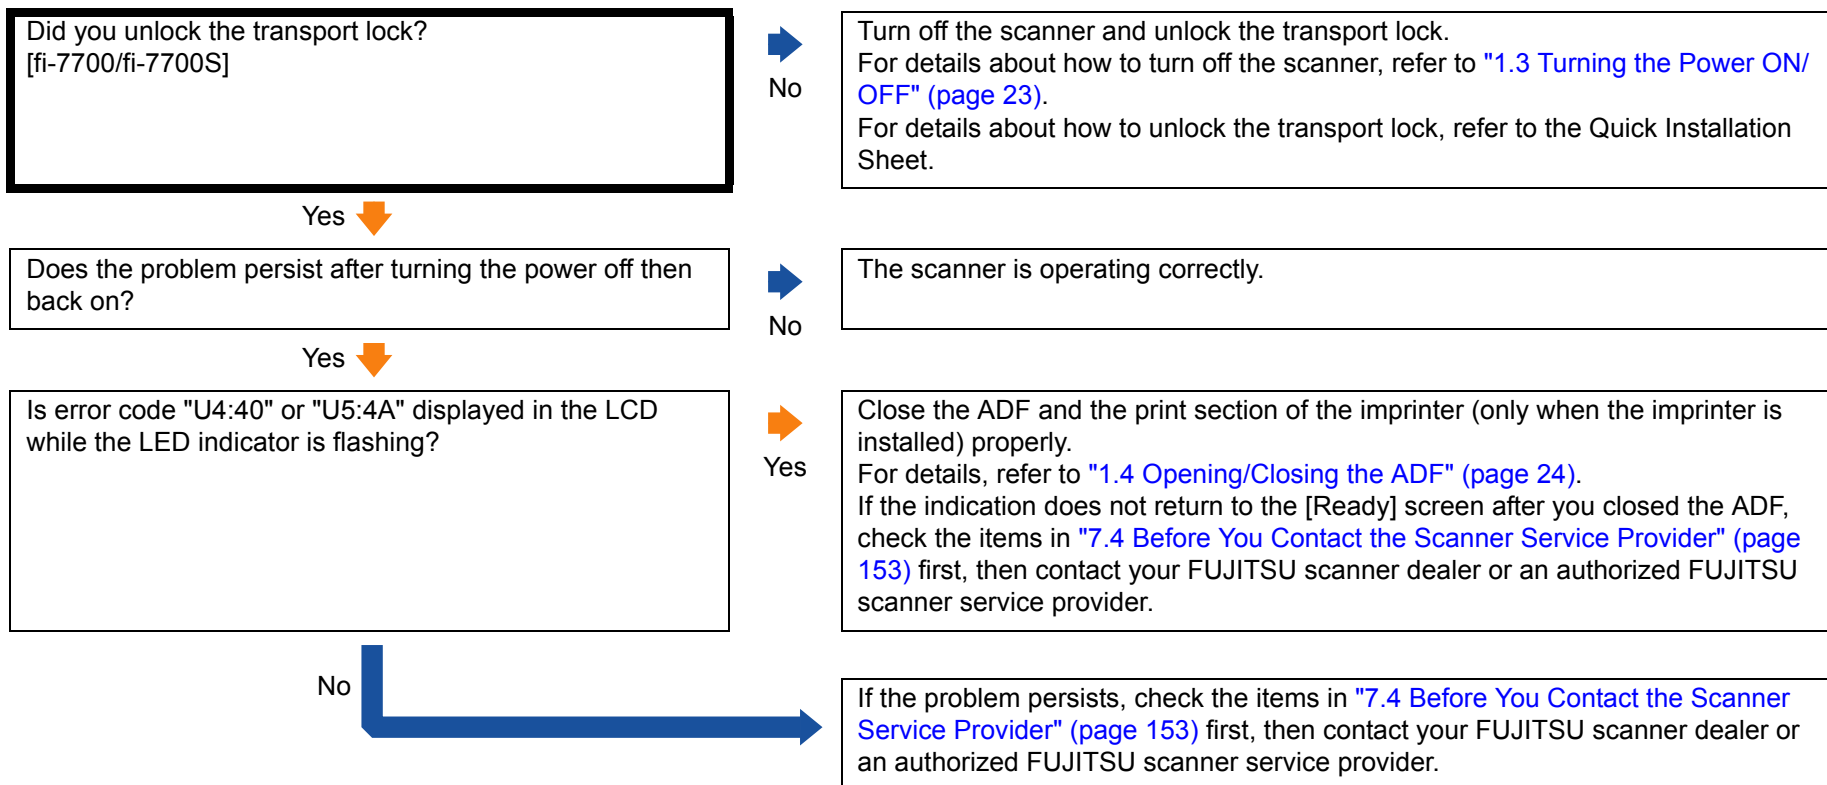 Did you unlock the transport lock?
[fi-7700/fi-7700S]
No
Turn off the scanner and unlock the transport lock.
For details about how to turn off the scanner, refer to "1.3 Turning the Power ON/
OFF" (page 23).
For details about how to unlock the transport lock, refer to the Quick Installation
Sheet.
Yes
Does the problem persist after turning the power off then
back on?
No
The scanner is operating correctly.
Yes
Is error code "U4:40" or "U5:4A" displayed in the LCD
while the LED indicator is flashing?
Yes
Close the ADF and the print section of the imprinter (only when the imprinter is
installed) properly.
For details, refer to "1.4 Opening/Closing the ADF" (page 24).
If the indication does not return to the [Ready] screen after you closed the ADF,
check the items in "7.4 Before You Contact the Scanner Service Provider" (page
153) first, then contact your FUJITSU scanner dealer or an authorized FUJITSU
scanner service provider.
No
If the problem persists, check the items in "7.4 Before You Contact the Scanner
Service Provider" (page 153) first, then contact your FUJITSU scanner dealer or
an authorized FUJITSU scanner service provider.